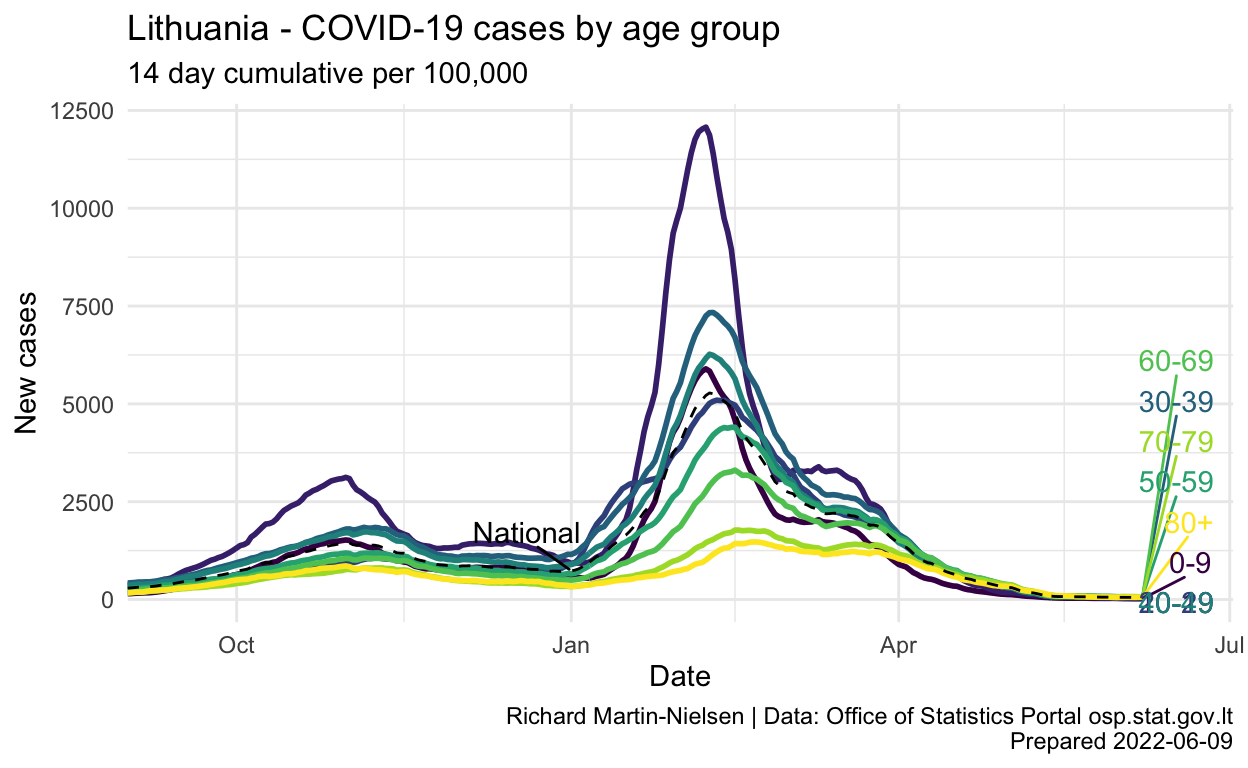 Lithuania - COVID-19 cases by age group
14 day cumulative per 100,000
12500
10000
7500
5000
2500
0
New cases
National
60-69
30-39
70-79
50-59
80+
0-9
Oct
Jan
Apr
Jul
Date
Richard Martin-Nielsen | Data: Office of Statistics Portal osp.stat.gov.lt
Prepared 2022-06-09